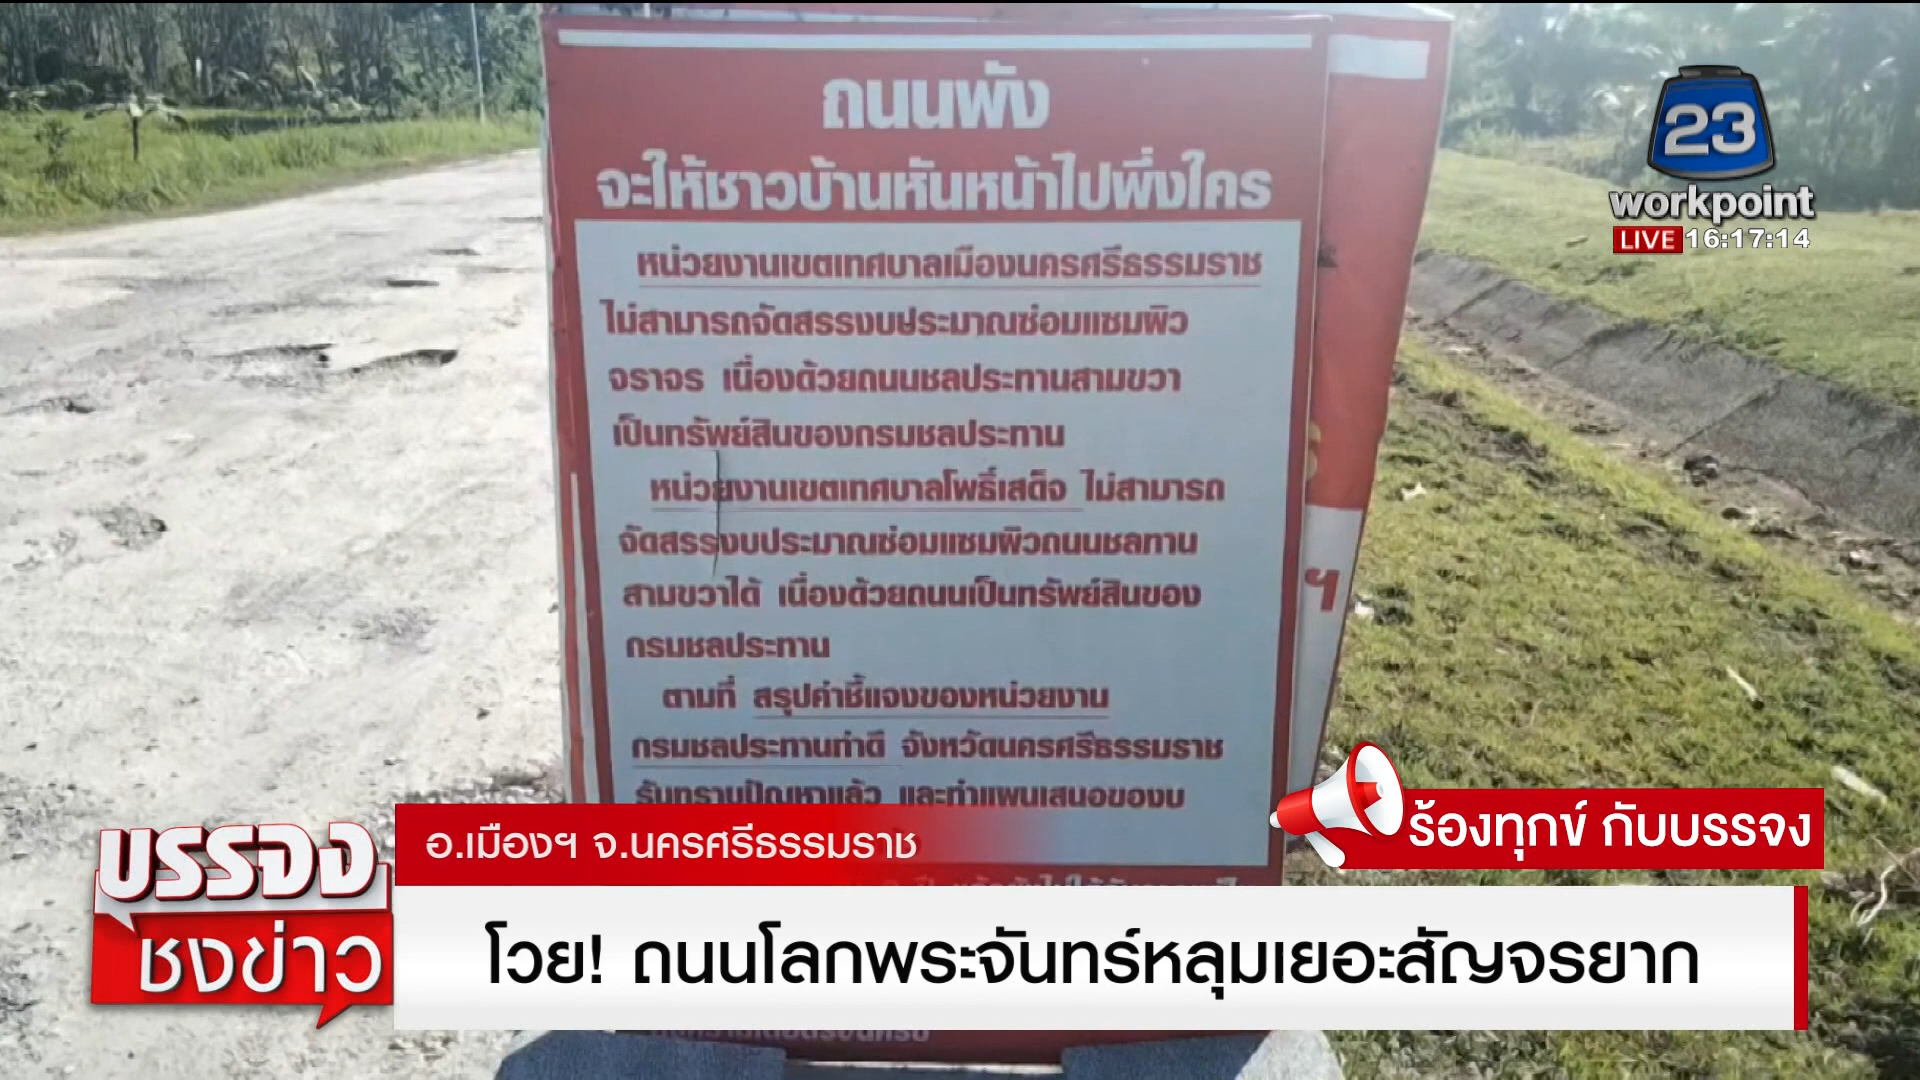 ถนนพัง
จะให้ชาวบ้านหันหน้าไปพึ่งใคร
หน่วยงานเขตเทศบาลเมืองนครศรีธรรมราช
ไม่สามารถจัดสรรงบประมาณซ่อมแซมผิว
จราจร เนื่องด้วยถนนชลประทานสามขวา
เป็นทรัพย์สินของกรมชลประทาน
หน่วยงานเขตเทศบาลโพธิ์เสด็จ ไม่สามารถ
จัดสรรงบประมาณซ่อมแซมผิวถนนชลทาน
สามขวาได้ เนื่องด้วยถนนเป็นทรัพย์สินของ
กรมชลประทาน
ตามที่ สรุปคำชี้แจงของหน่วยงาน
กรมชลประทานท่าดี จังหวัดนครศรีธรรมราช
รับทราบปัญหาแล้ว และทำแผนเสนอของบ
ฯ
23
workpoint
LIVE 16:17:14
ร้องทุกข์ กับบรรจง
อ.เมืองฯ จ.นครศรีธรรมราช
บรรจง
ชงข่าว
โวย! ถนนโลกพระจันทร์หลุมเยอะสัญจรยาก